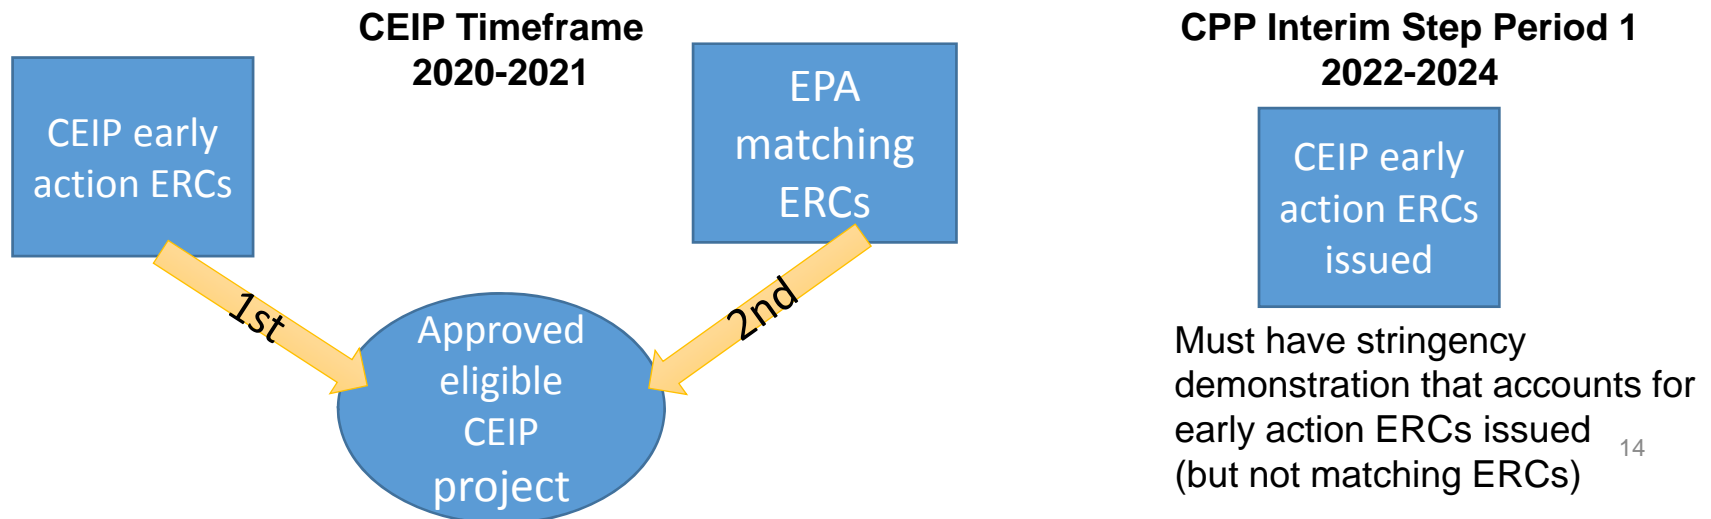 CEIP Timeframe
2020-2021
CEIP early
action ERCs
EPA
matching
ERCs
1st
2nd
Approved
eligible
CEIP
project
CPP Interim Step Period 1
2022-2024
CEIP early
action ERCs
issued
Must have stringency
demonstration that accounts for
early action ERCs issued
(but not matching ERCs)
14